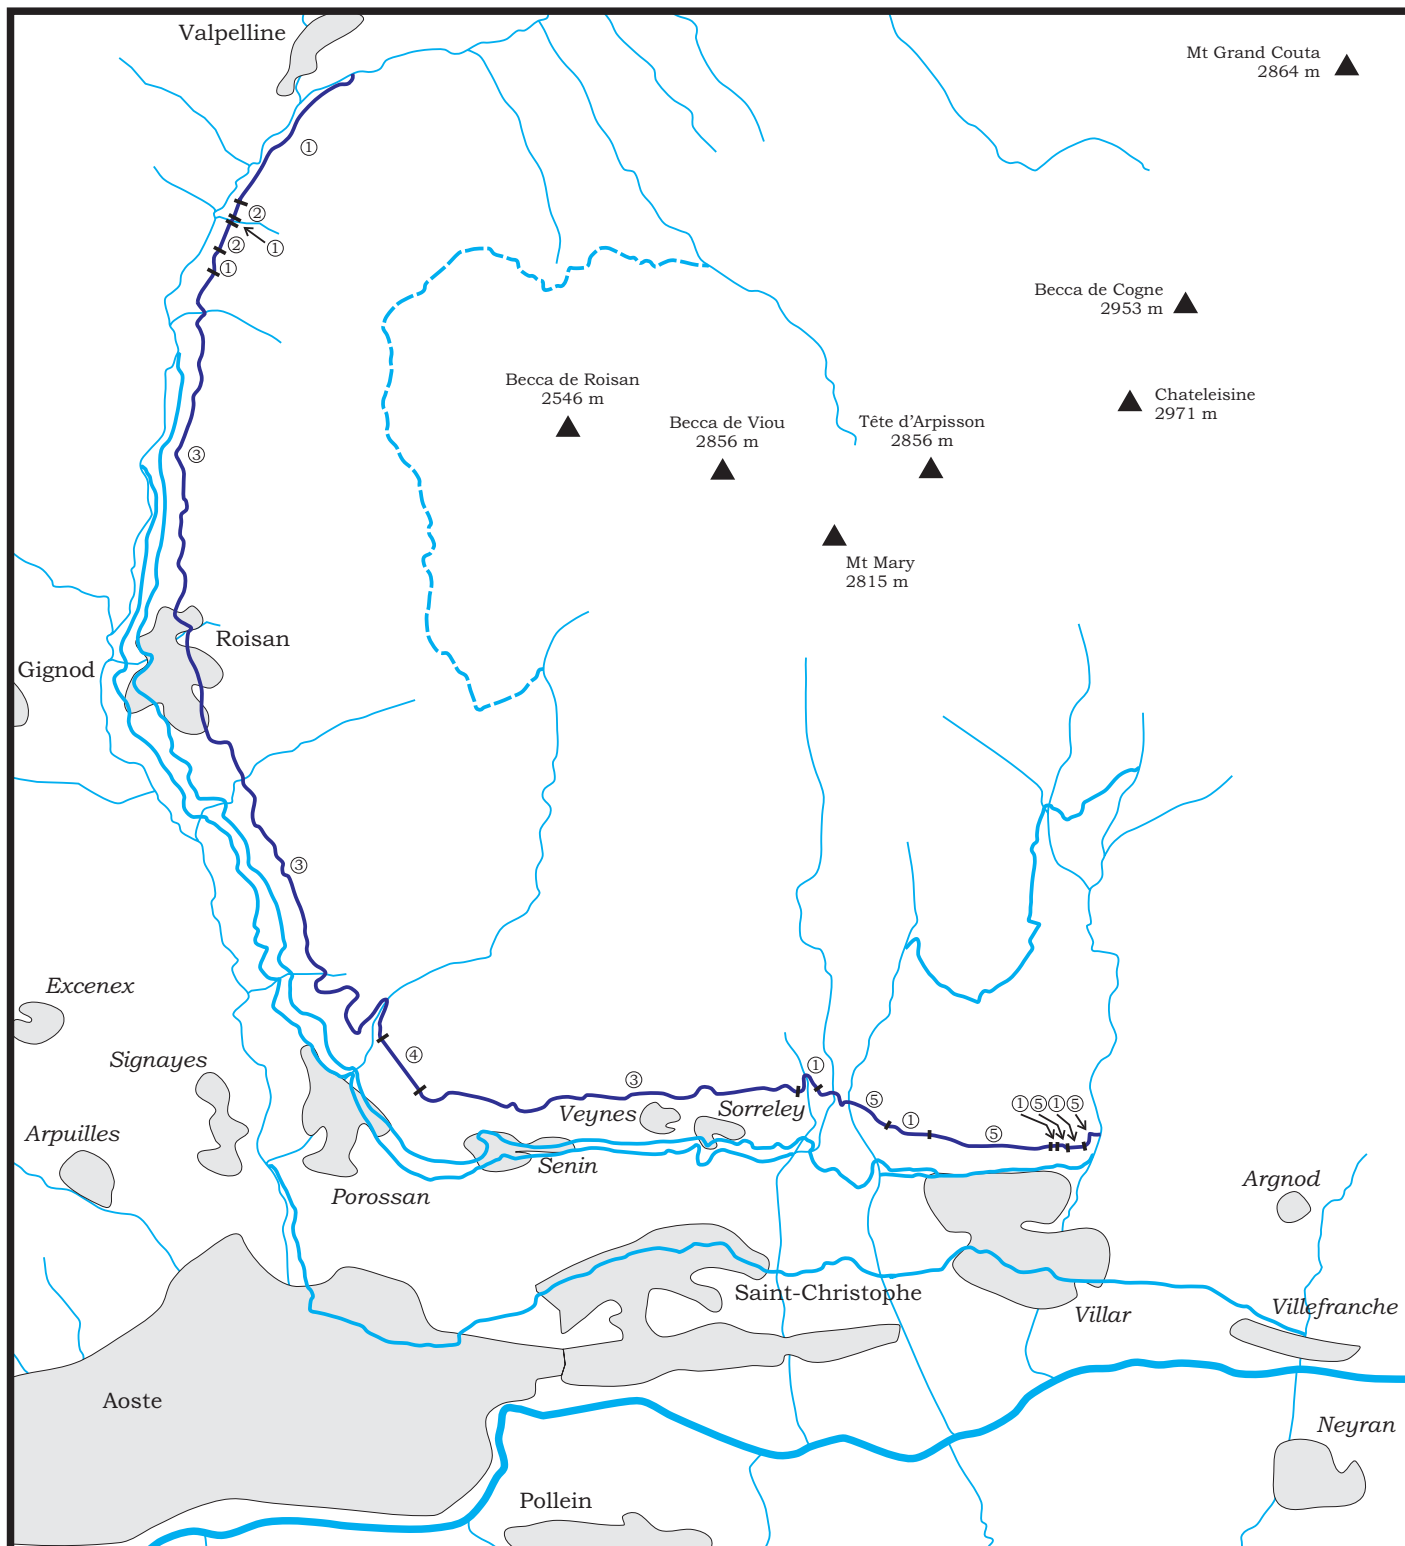 Valpelline
Mt Grand Couta
2864 m
①
②
①
②
①
Becca de Cogne
2953 m
Becca de Roisan
2546 m
Chateleisine
2971 m
Becca de Viou
2856 m
Tête d’Arpisson
2856 m
③
Mt Mary
2815 m
Roisan
Gignod
③
Excenex
Signayes
④
③
①
Veynes
Sorreley
⑤
①
⑤
①⑤①⑤
Arpuilles
Senin
Porossan
Argnod
Saint-Christophe
Villar
Villefranche
Aoste
Neyran
Pollein